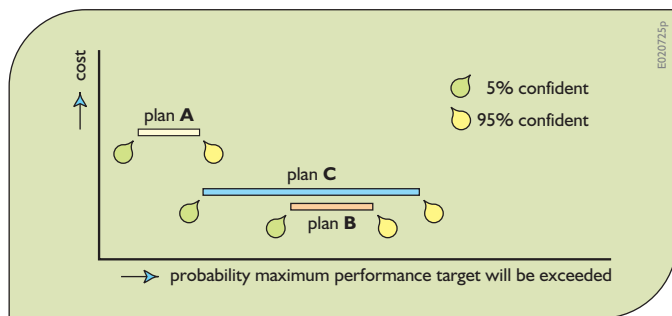 E020725p
cost
5% confident
95% confident
plan A
plan C
plan B
probability maximum performance target will be exceeded